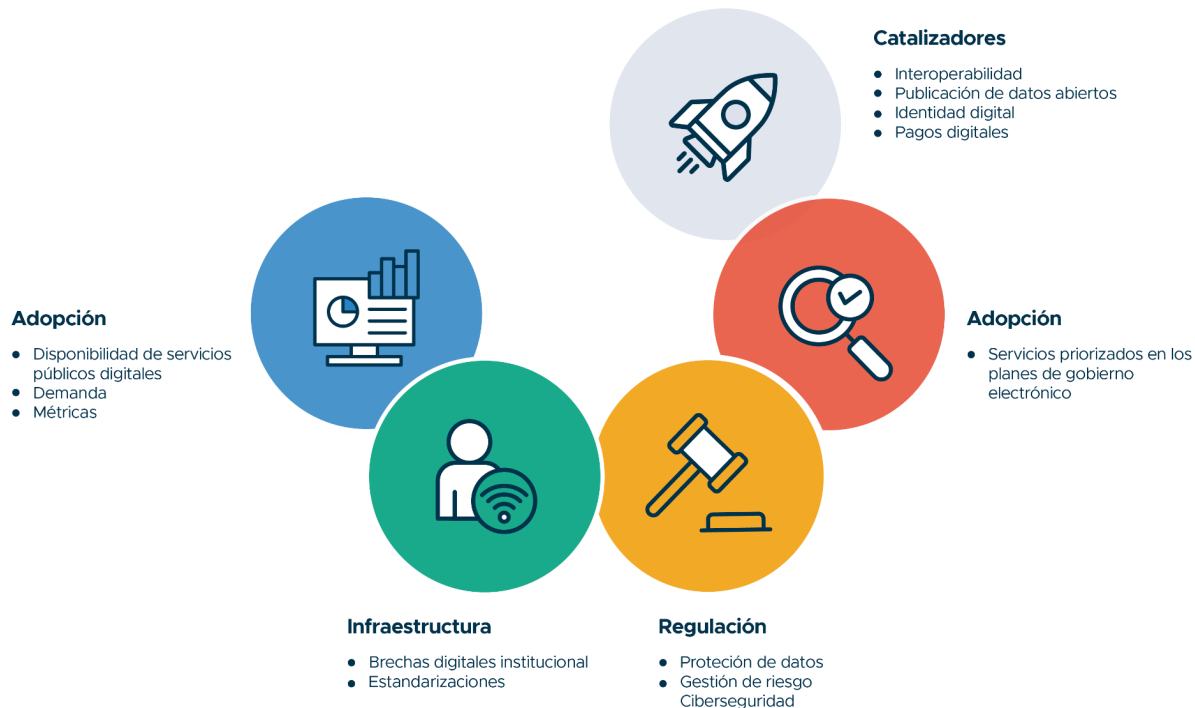 Catalizadores
• Interoperabilidad
• Publicación de datos abiertos
• Identidad digital
• Pagos digitales
Adopción
• Disponibilidad de servicios
públicos digitales
• Demanda
• Métricas
Adopción
• Servicios priorizados en los
planes de gobierno
electrónico
Infraestructura
• Brechas digitales institucional
• Estandarizaciones
Regulación
• Proteción de datos
• Gestión de riesgo
Ciberseguridad